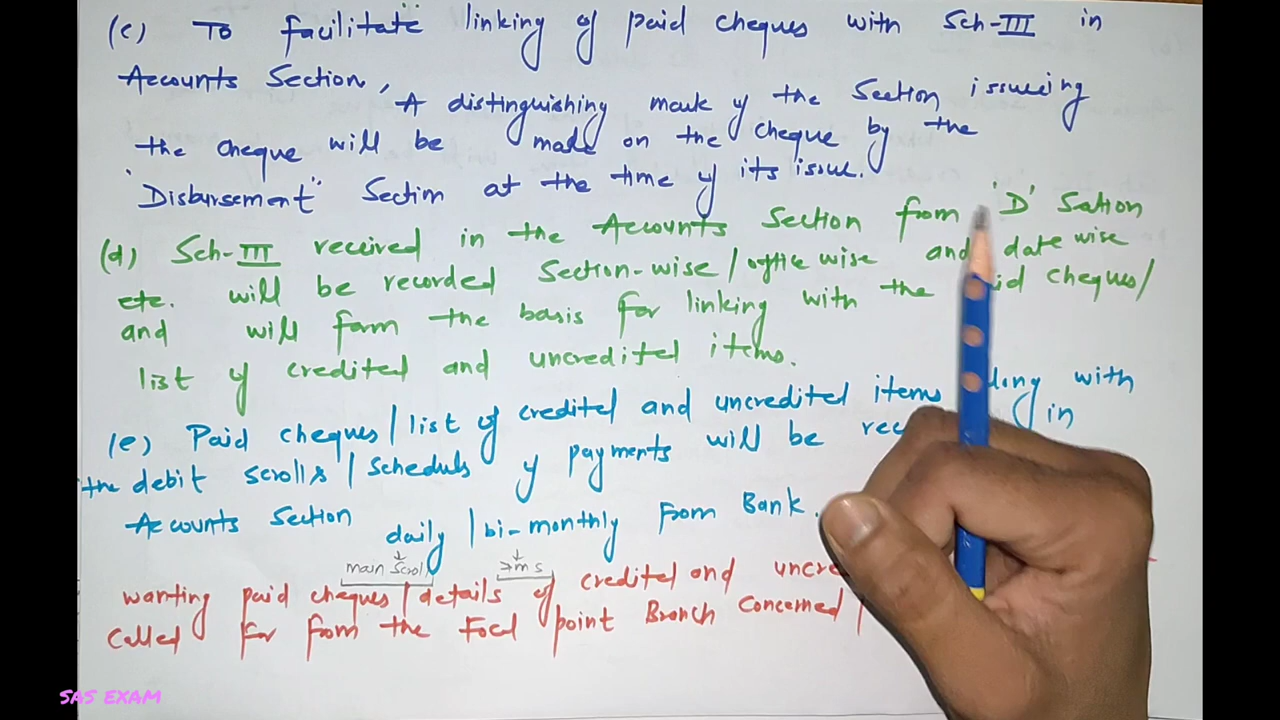 (c) To facilitate linking of paid cheques with Sch-III in
Accounts Section, A distinguishing mark of the Section issueing
the cheque will be made on the cheque by the
"Disbursement" Section at the time of its issue.
(d) Sch-III received in the Accounts Section from 'D' Section
etc. will be recorded Section-wise/office wise and date wise
and will form the basis for linking with the paid cheques/
list of credited and uncredited items.
(e) Paid cheques/list of credited and uncredited items along with
the debit scrolls/schedules of payments will be in
Accounts Section daily/bi-monthly from Bank.
main scroll
wanting paid cheques/details of credited and
called for from the Focal point Branch concerned/
SAS EXAM